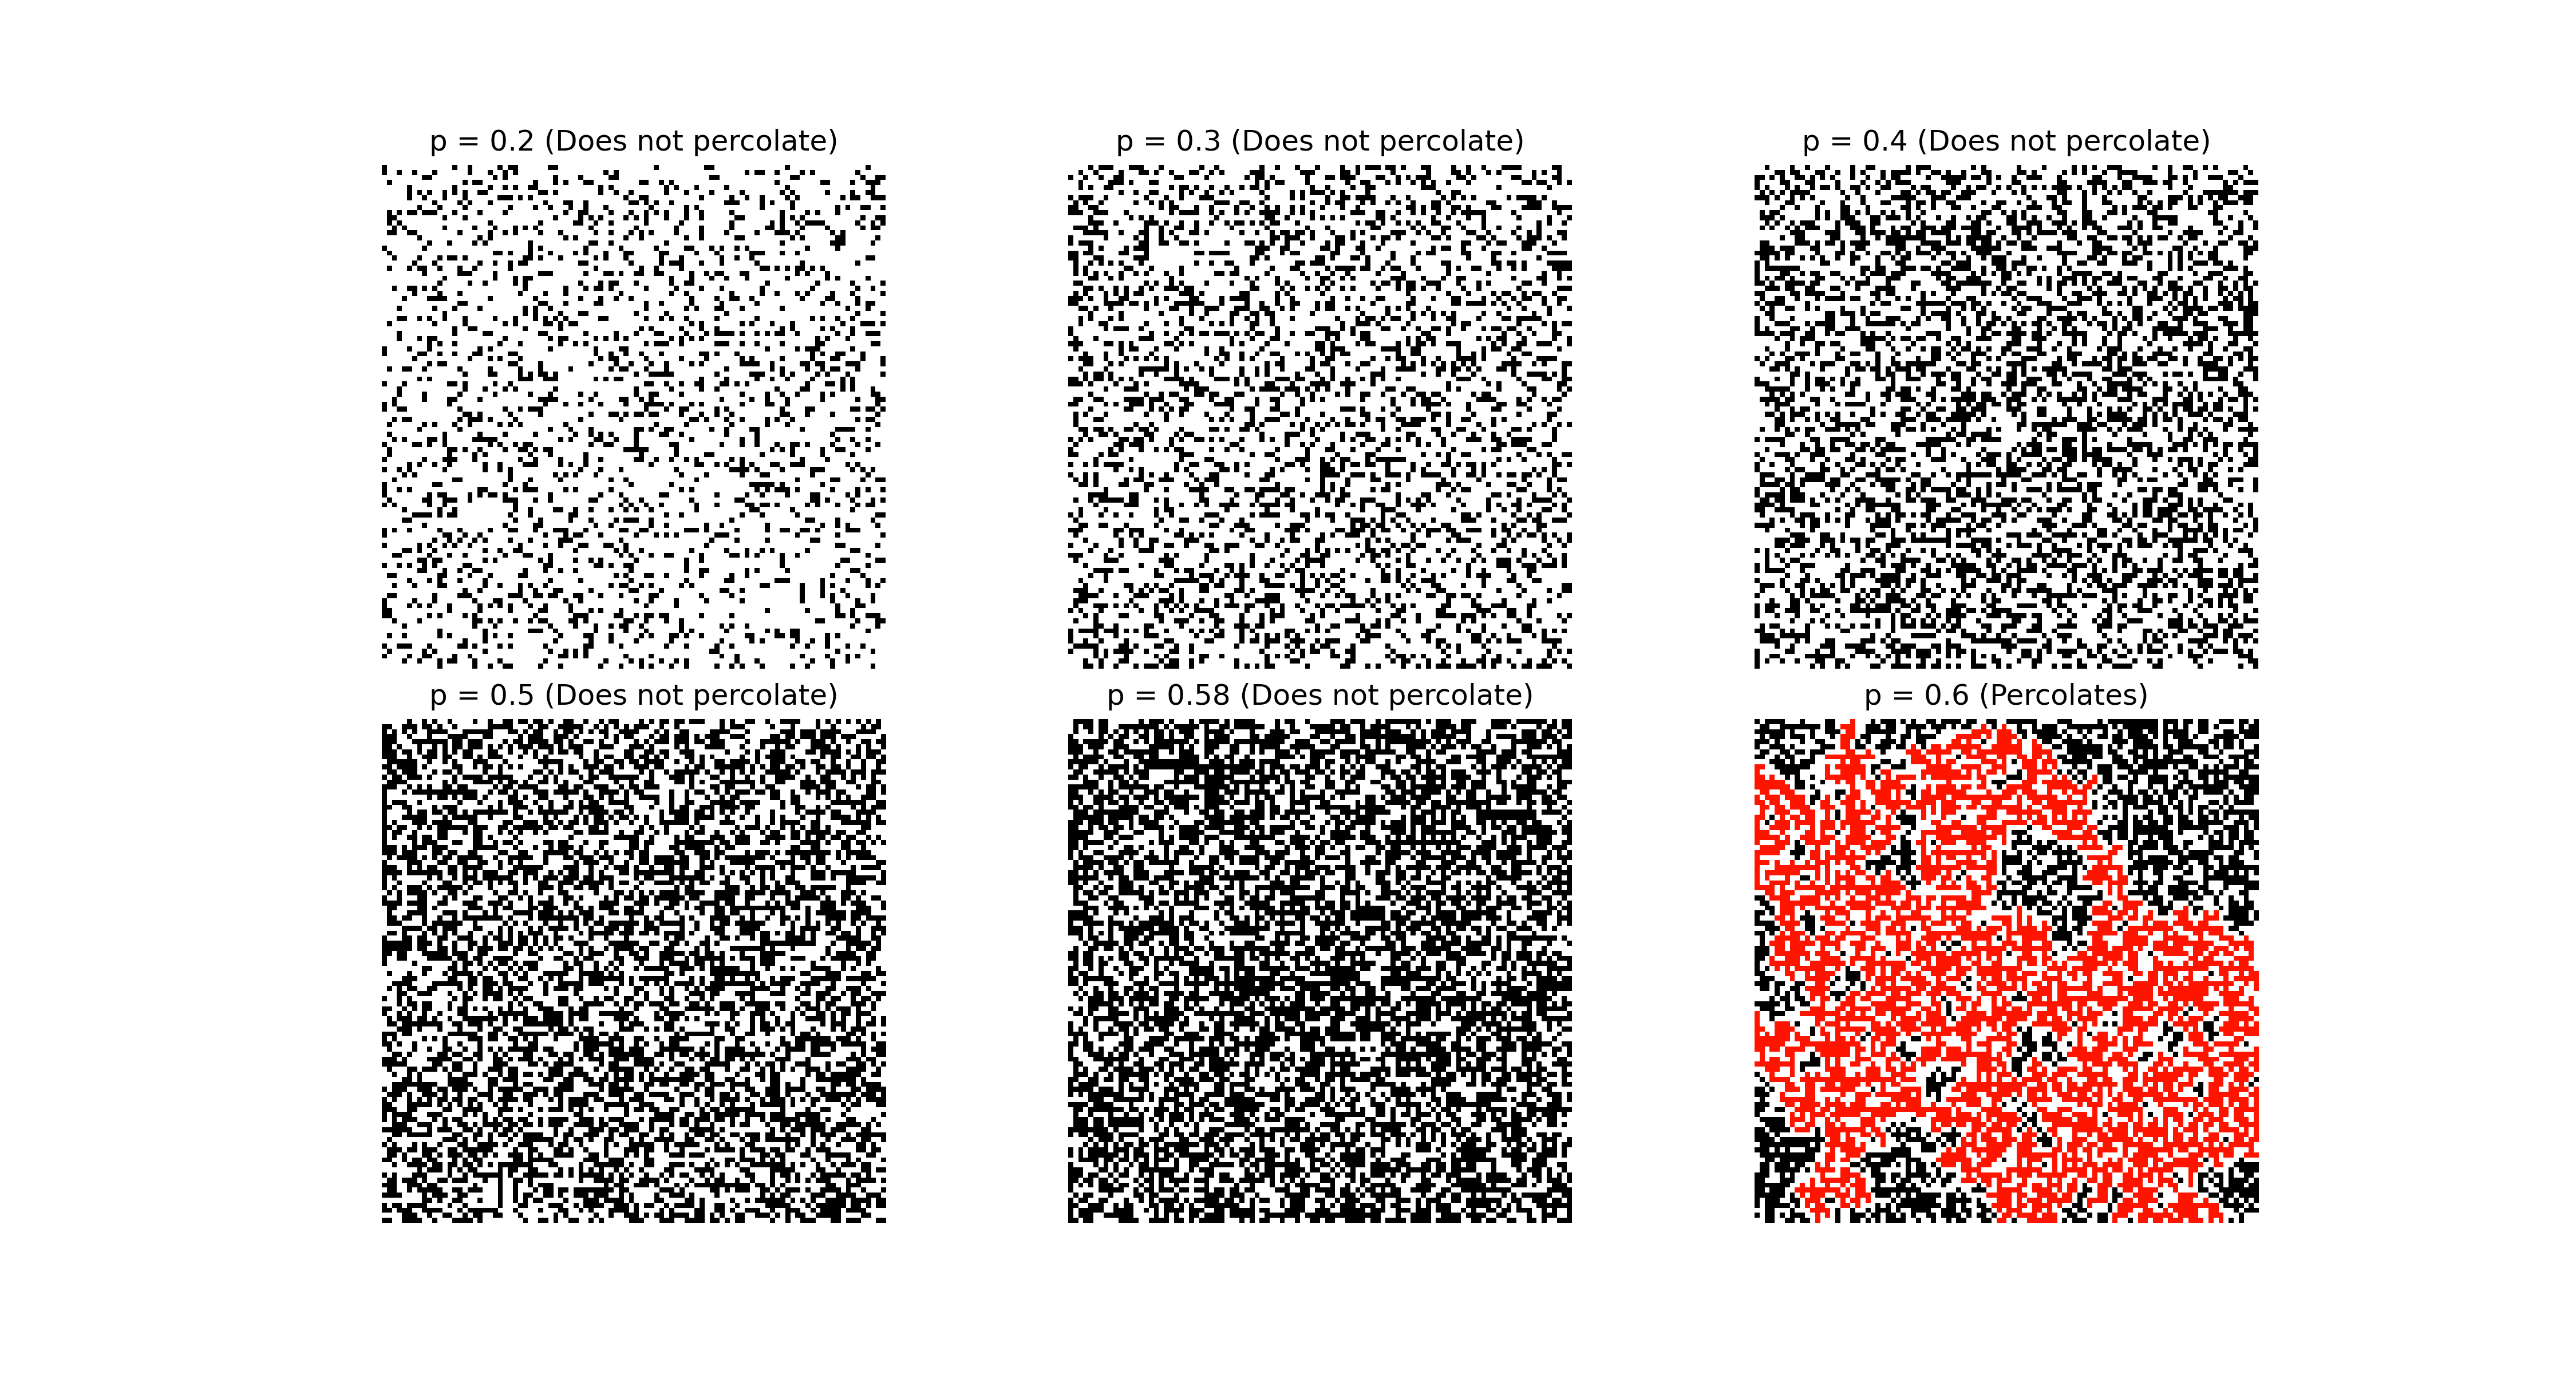 p = 0.2 (Does not percolate)
p = 0.3 (Does not percolate)
p = 0.4 (Does not percolate)
p = 0.5 (Does not percolate)
p = 0.58 (Does not percolate)
p = 0.6 (Percolates)